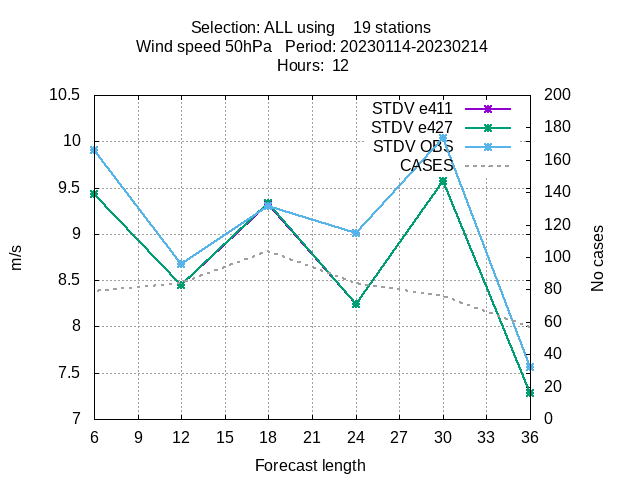 Selection: ALL using    19 stations
Wind speed 50hPa   Period: 20230114-20230214
Hours:  12
10.5
10
9.5
9
8.5
8
7.5
7
200
180
160
140
120
100
80
60
40
20
0
STDV e411
STDV e427
STDV OBS
CASES
m/s
No cases
6 9 12 15 18 21 24 27 30 33 36
Forecast length